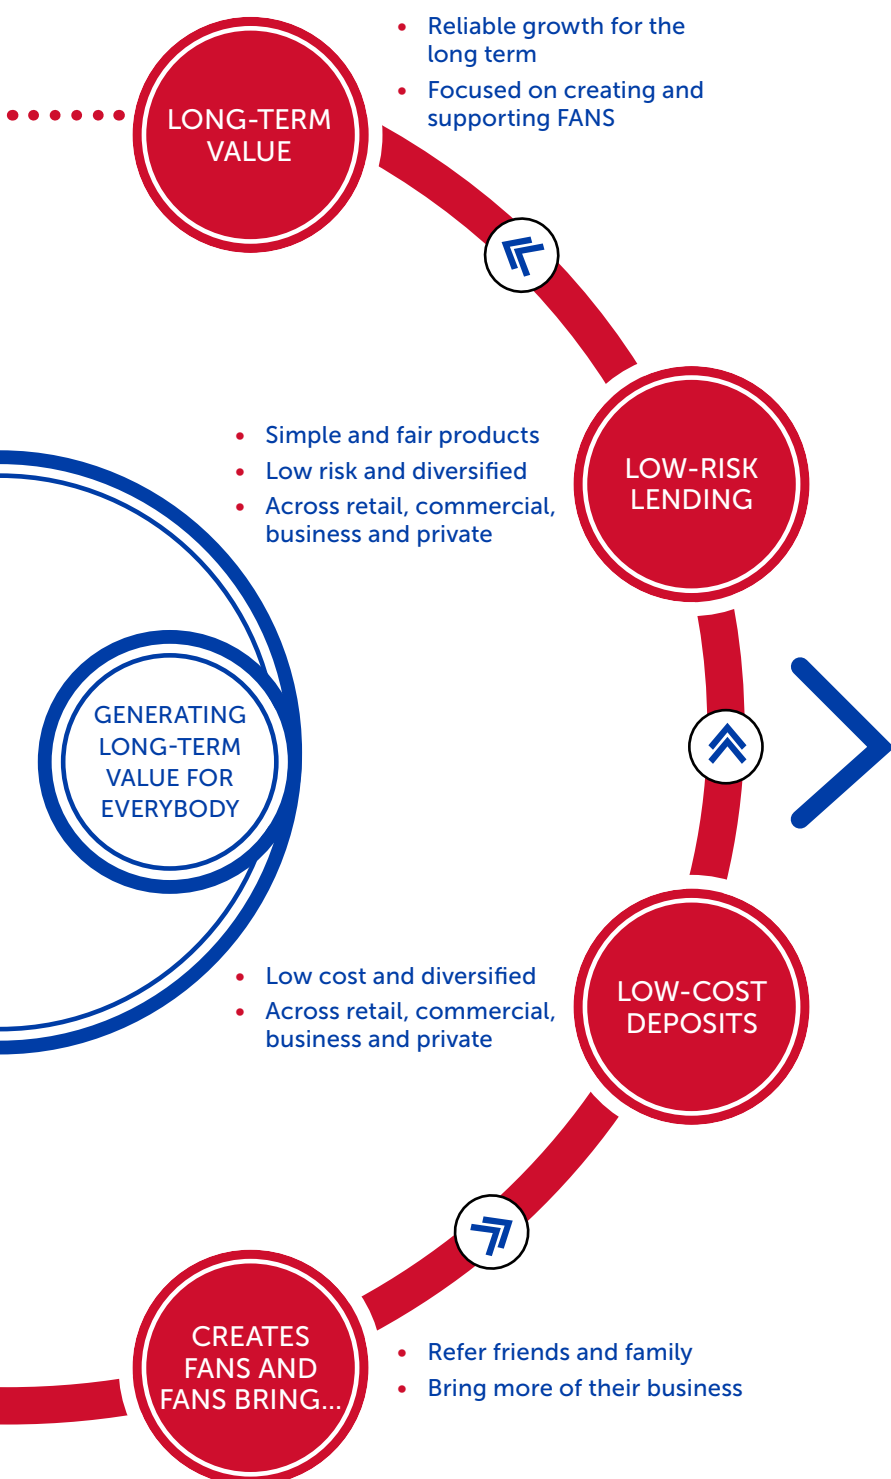 LONG-TERM
VALUE
• Reliable growth for the
long term
• Focused on creating and
supporting FANS
• Simple and fair products
• Low risk and diversified
• Across retail, commercial,
business and private
LOW-RISK
LENDING
GENERATING
LONG-TERM
VALUE FOR
EVERYBODY
• Low cost and diversified
• Across retail, commercial,
business and private
LOW-COST
DEPOSITS
CREATES
FANS AND
FANS BRING...
• Refer friends and family
• Bring more of their business